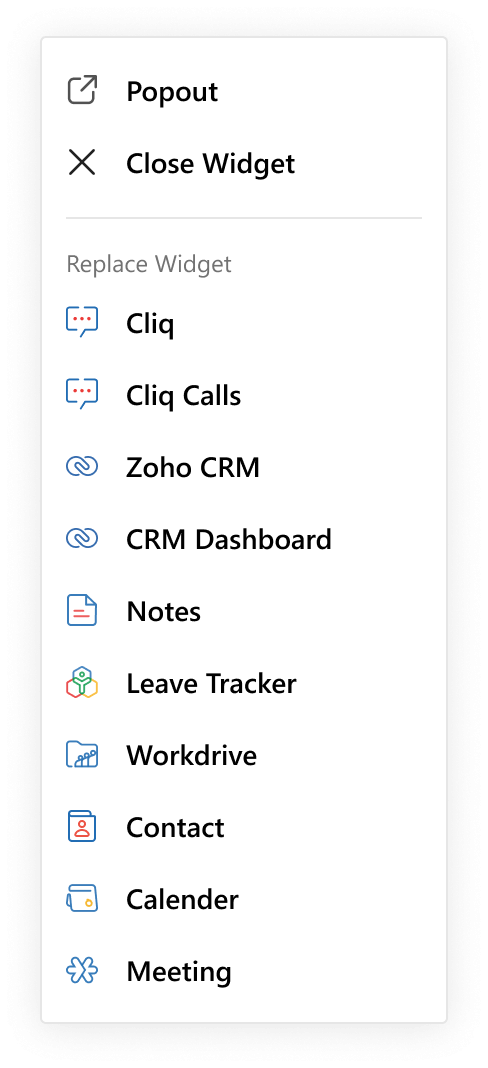 Popout
Close Widget
Replace Widget
Cliq
Cliq Calls
Zoho CRM
CRM Dashboard
Notes
Leave Tracker
Workdrive
Contact
Calender
Meeting